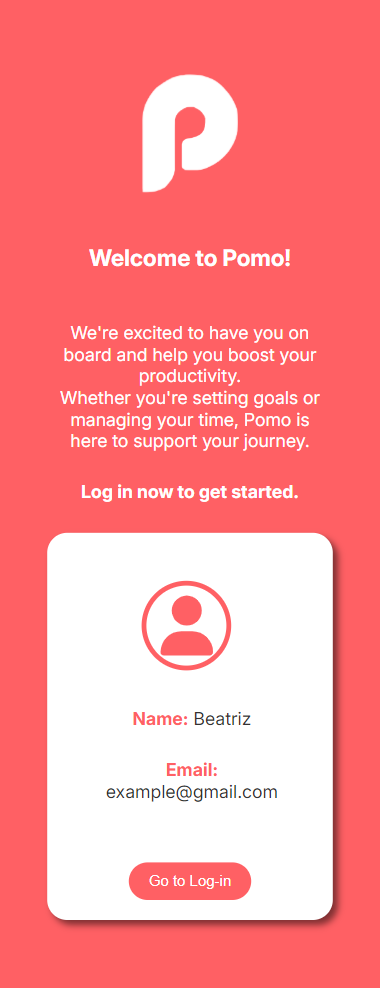 Welcome to Pomo!
We're excited to have you on
board and help you boost your
productivity.
Whether you're setting goals or
managing your time, Pomo is
here to support your journey.
Log in now to get started.
Name: Beatriz
Email:
example@gmail.com
Go to Log-in